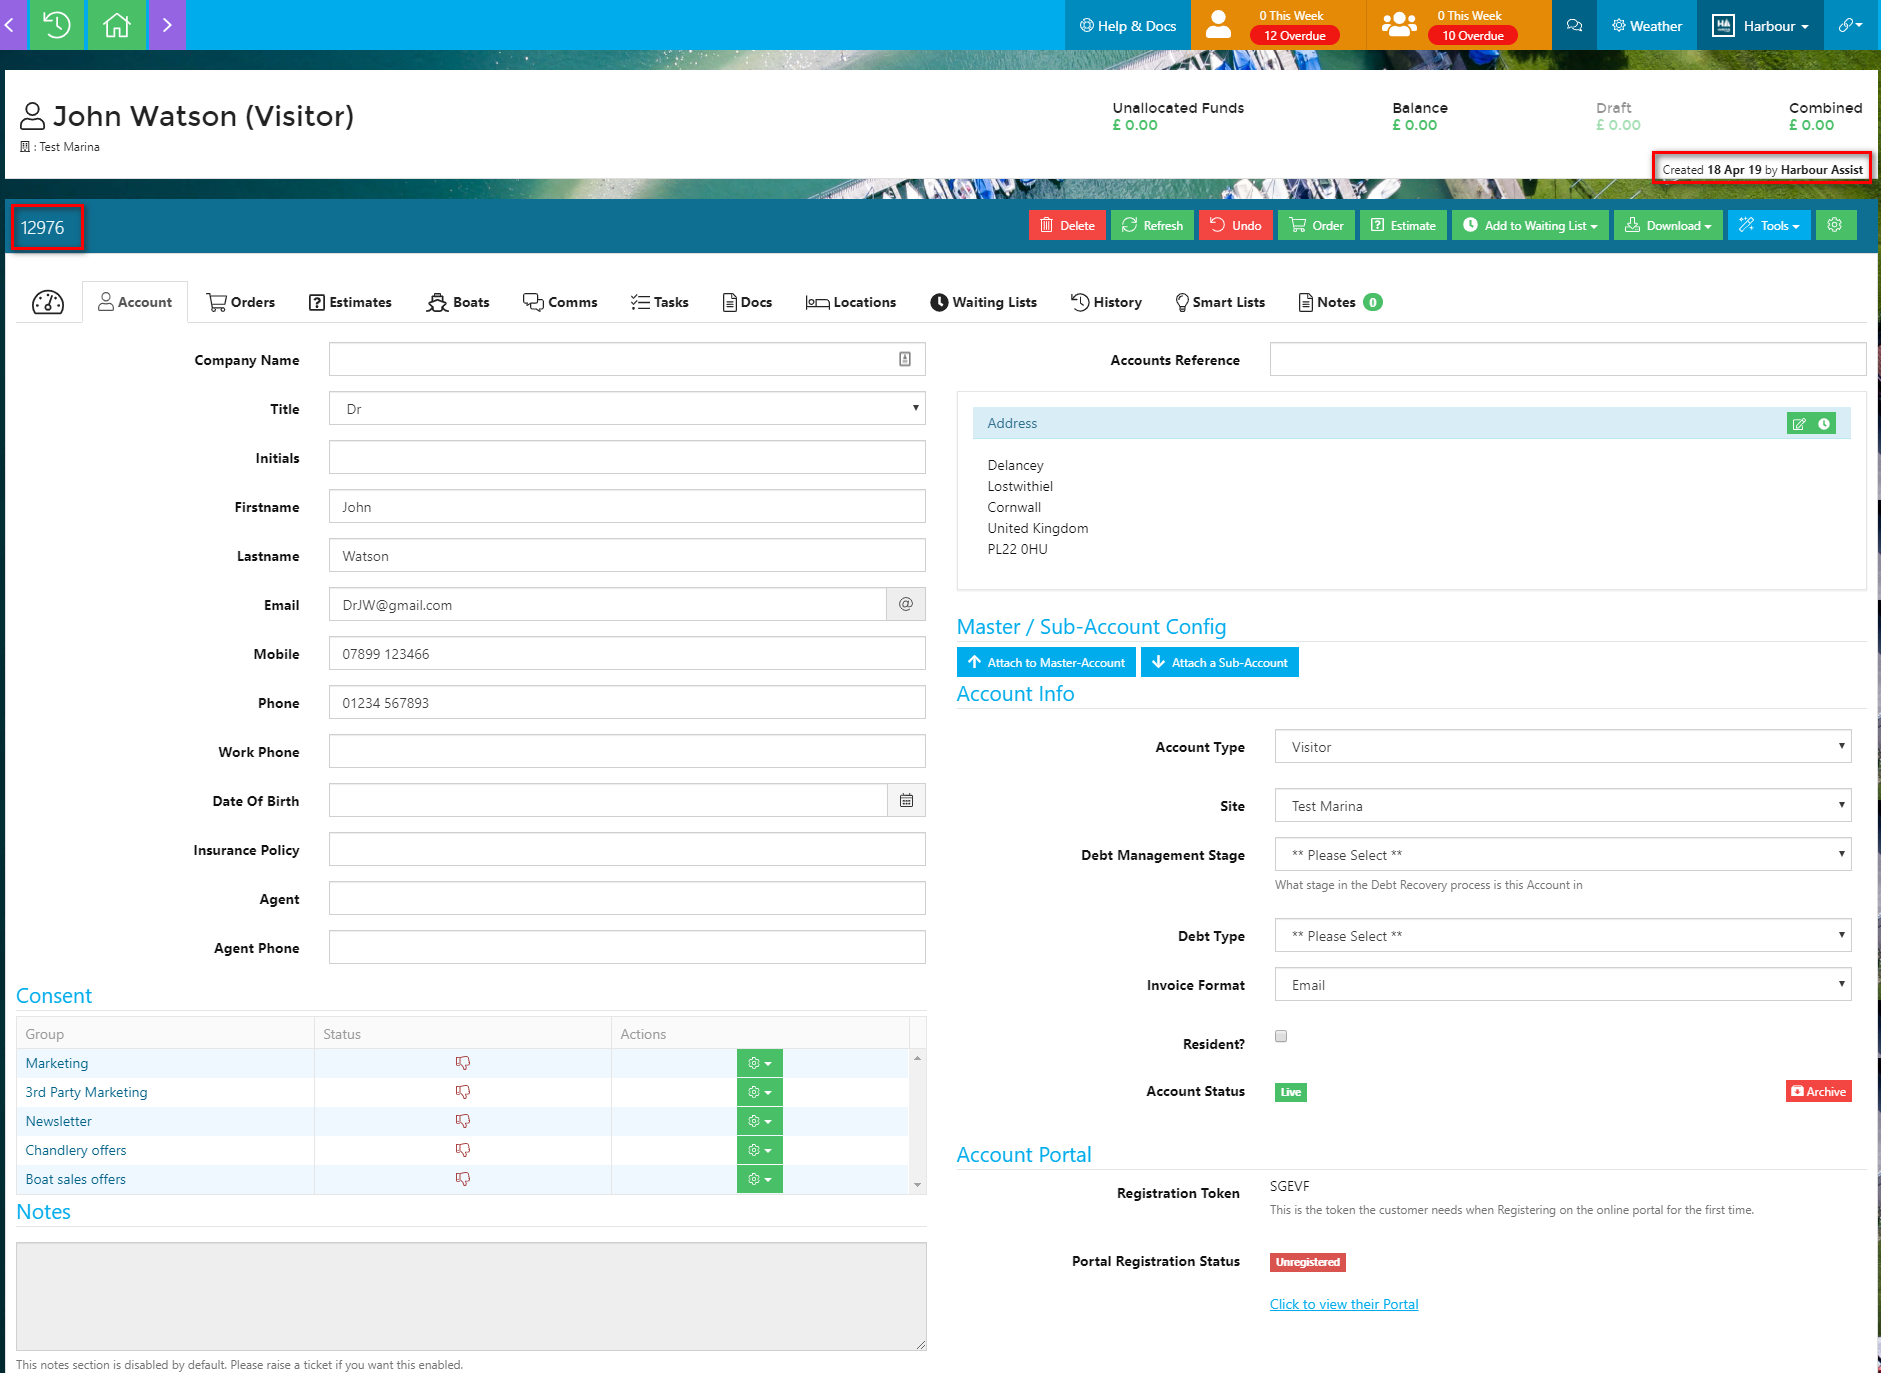 Help & Docs
0 This Week
12 Overdue
0 This Week
10 Overdue
Weather
Harbour
John Watson (Visitor)
: Test Marina
Unallocated Funds
£ 0.00
Balance
£ 0.00
Draft
£ 0.00
Combined
£ 0.00
Created 18 Apr 19 by Harbour Assist
12976
Delete
Refresh
Undo
Order
Estimate
Add to Waiting List
Download
Tools
Account
Orders
Estimates
Boats
Comms
Tasks
Docs
Locations
Waiting Lists
History
Smart Lists
Notes 0
Company Name
Title Dr
Initials
Firstname John
Lastname Watson
Email DrJW@gmail.com @
Mobile 07899 123466
Phone 01234 567893
Work Phone
Date Of Birth
Insurance Policy
Agent
Agent Phone
Consent
Group Status Actions
Marketing
3rd Party Marketing
Newsletter
Chandlery offers
Boat sales offers
Notes
This notes section is disabled by default. Please raise a ticket if you want this enabled.
Accounts Reference
Address
Delancey
Lostwithiel
Cornwall
United Kingdom
PL22 0HU
Master / Sub-Account Config
Attach to Master-Account
Attach a Sub-Account
Account Info
Account Type Visitor
Site Test Marina
Debt Management Stage ** Please Select **
What stage in the Debt Recovery process is this Account in
Debt Type ** Please Select **
Invoice Format Email
Resident?
Account Status Live Archive
Account Portal
Registration Token SGEVF
This is the token the customer needs when Registering on the online portal for the first time.
Portal Registration Status Unregistered
Click to view their Portal